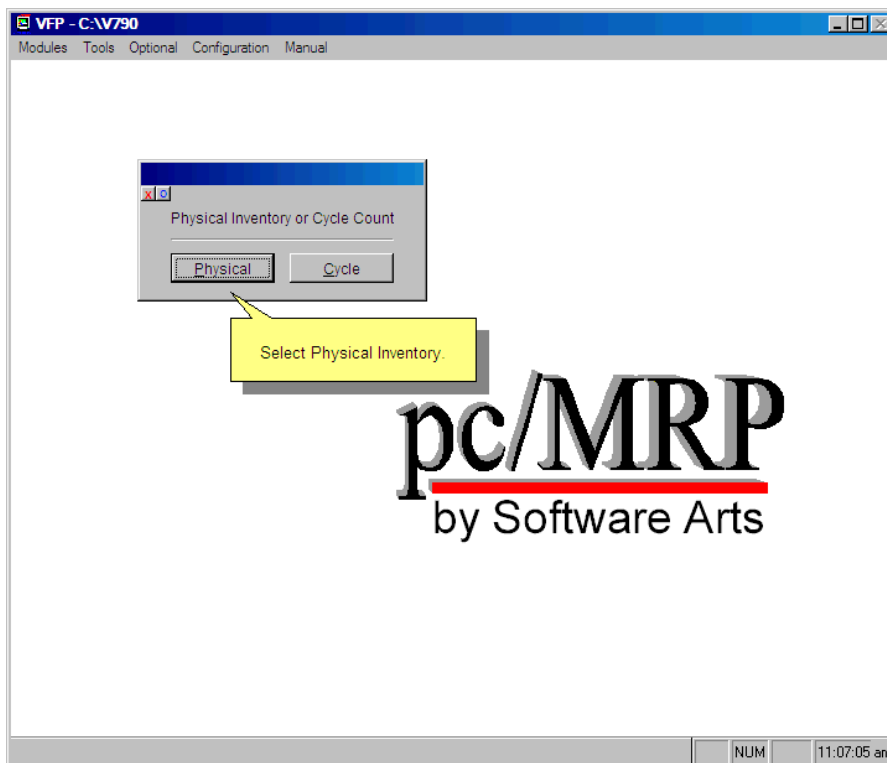 VFP - C:\V790
Modules Tools Optional Configuration Manual
X O
Physical Inventory or Cycle Count
Physical Cycle
Select Physical Inventory.
pc/MRP
by Software Arts
NUM 11:07:05 am